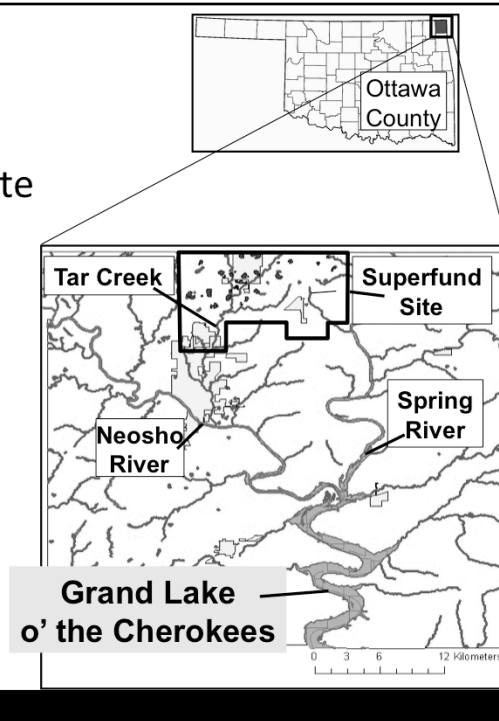 Ottawa
County
te
Tar Creek
Superfund
Site
Spring
River
Neosho
River
Grand Lake
o' the Cherokees
0 3 6 12 Kilometers